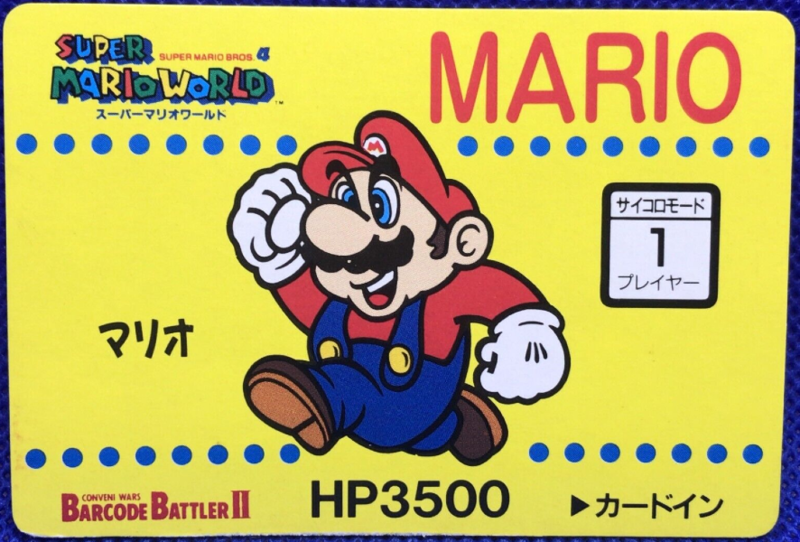 SUPER
SUPER MARIO BROS. 4
MARIO WORLD™
スーパーマリオワールド
MARIO
M
サイコロモード
1
プレイヤー
マリオ
CONVENI WARS
BARCODE BATTLER II
HP3500
▶カードイン